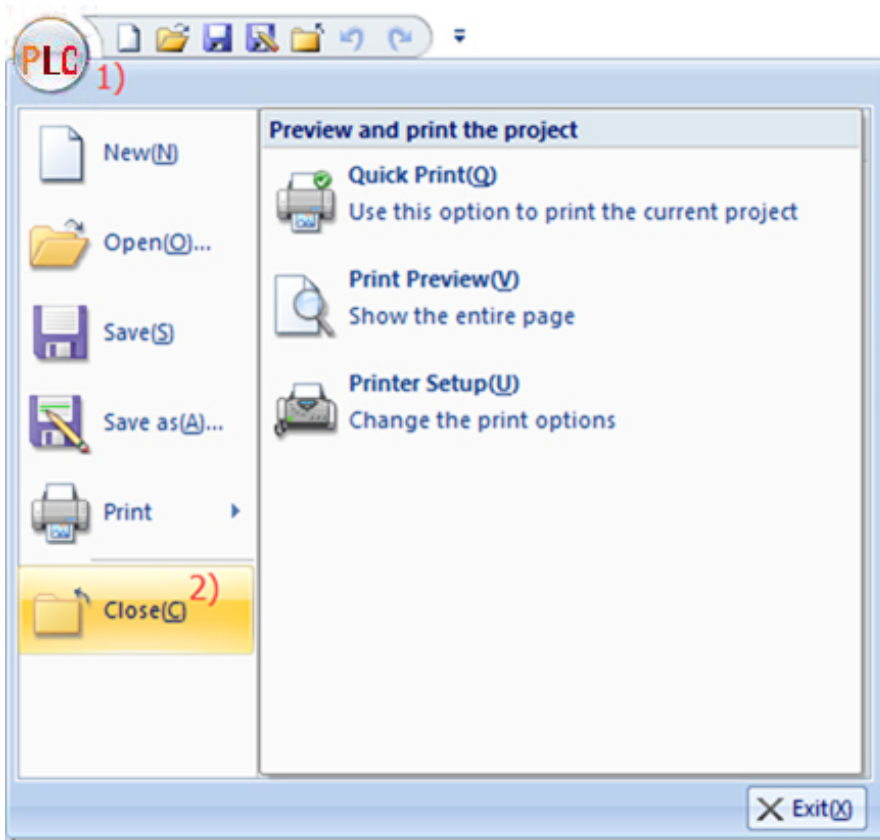 PLC
1)
New(N)
Open(O)...
Save(S)
Save as(A)...
Print
Close(C)
2)
Preview and print the project
Quick Print(Q)
Use this option to print the current project
Print Preview(V)
Show the entire page
Printer Setup(U)
Change the print options
Exit(X)